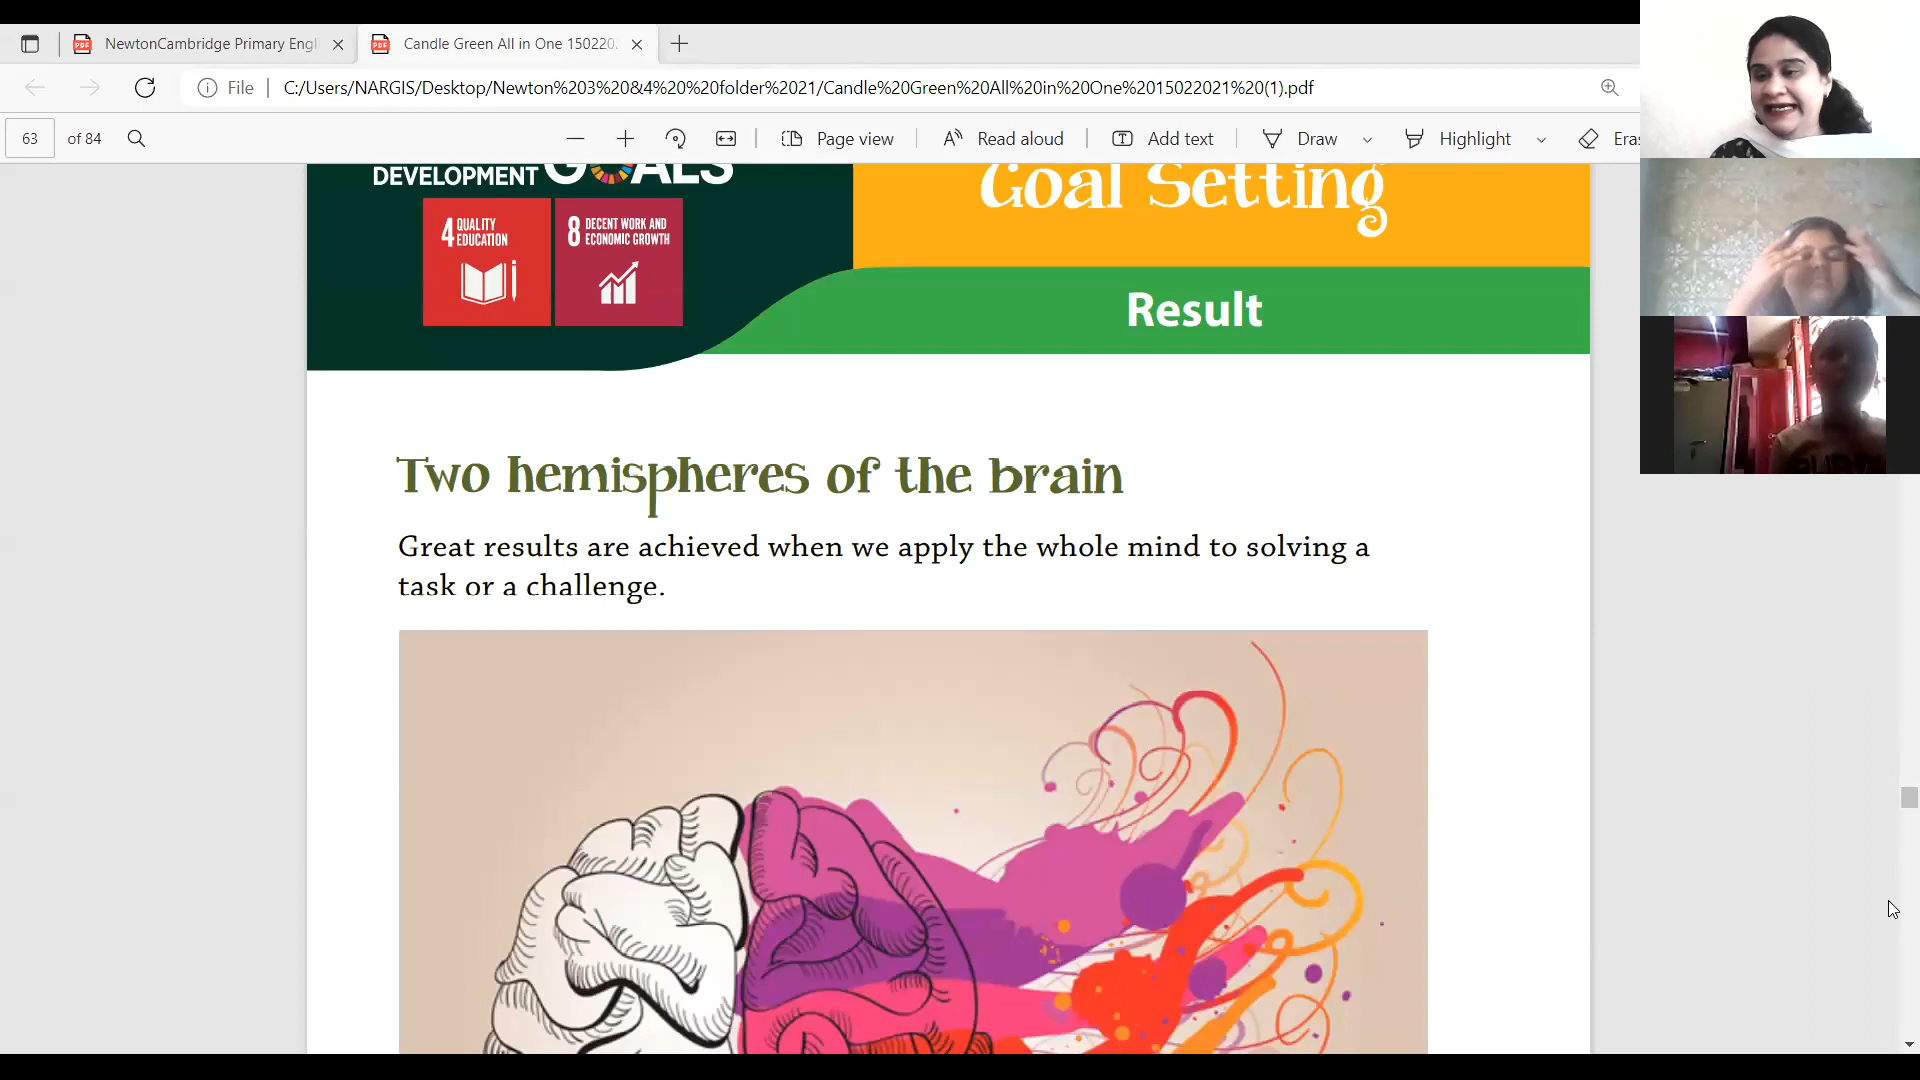 NewtonCambridge Primary Engl
Candle Green All in One 150220
File
C:/Users/NARGIS/Desktop/Newton%203%20&4%20%20folder%2021/Candle%20Green%20All%20in%20One%2015022021%20(1).pdf
63 of 84
Page view
Read aloud
Add text
Draw
Highlight
Eras
DEVELOPMENT GOALS
Goal Setting
4 QUALITY EDUCATION
8 DECENT WORK AND ECONOMIC GROWTH
Result
Two hemispheres of the brain
Great results are achieved when we apply the whole mind to solving a
task or a challenge.